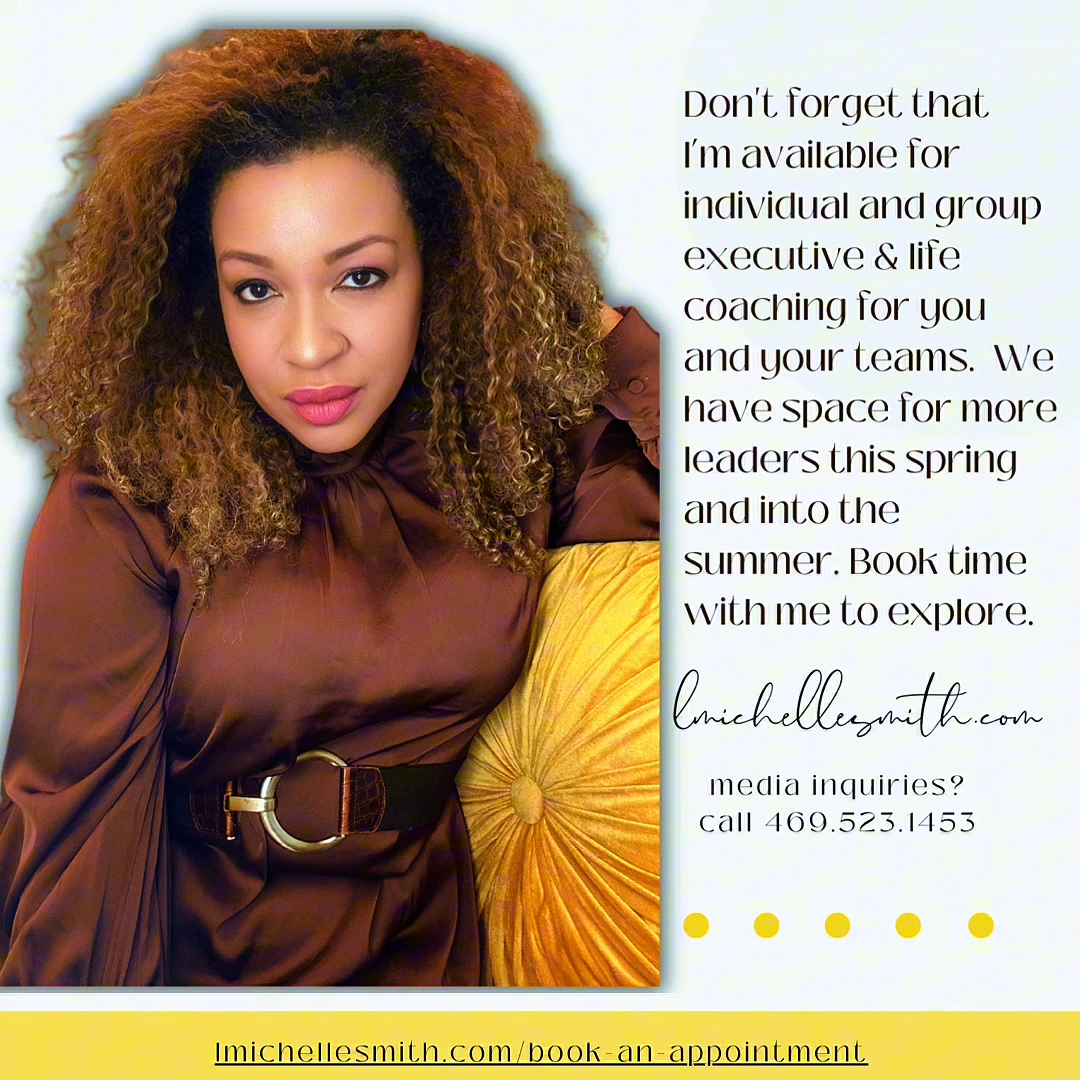 Don't forget that
I'm available for
individual and group
executive & life
coaching for you
and your teams.  We
have space for more
leaders this spring
and into the
summer. Book time
with me to explore.
lmichellesmith.com
media inquiries?
call 469.523.1453
lmichellesmith.com/book-an-appointment